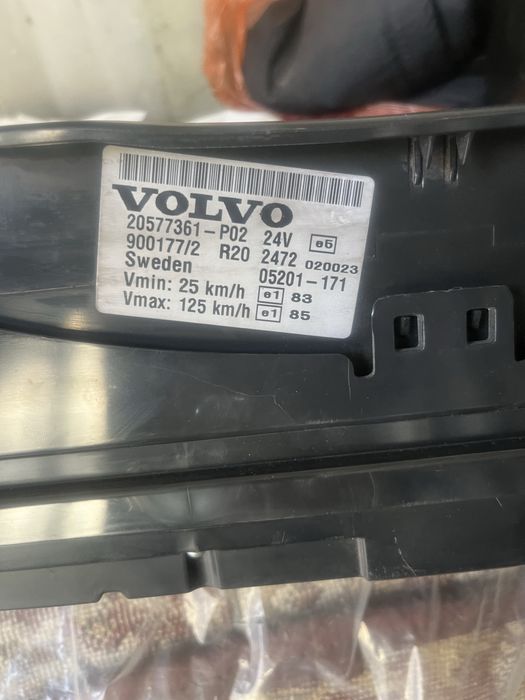 VOLVO
20577361-P02 24V e5
900177/2 R20 2472 020023
Sweden 05201-171
Vmin: 25 km/h e1 83
Vmax: 125 km/h e1 85